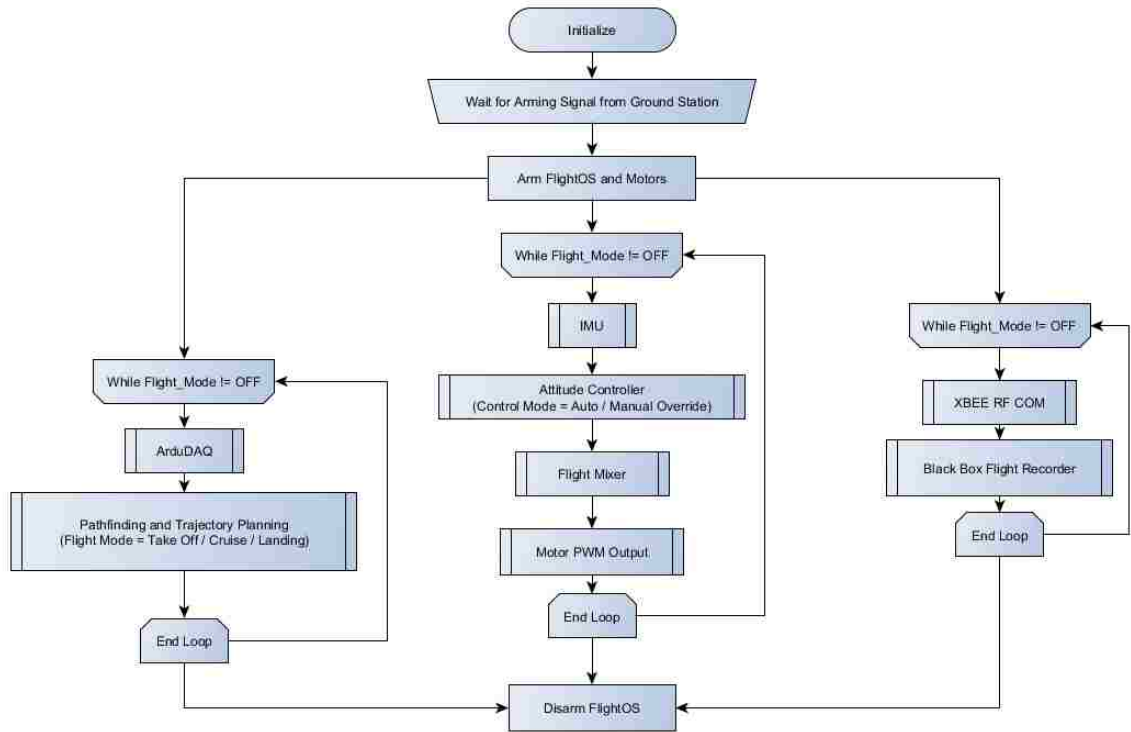 Initialize
Wait for Arming Signal from Ground Station
Arm FlightOS and Motors
While Flight_Mode != OFF
ArduDAQ
Pathfinding and Trajectory Planning
(Flight Mode = Take Off / Cruise / Landing)
End Loop
While Flight_Mode != OFF
IMU
Attitude Controller
(Control Mode = Auto / Manual Override)
Flight Mixer
Motor PWM Output
End Loop
While Flight_Mode != OFF
XBEE RF COM
Black Box Flight Recorder
End Loop
Disarm FlightOS